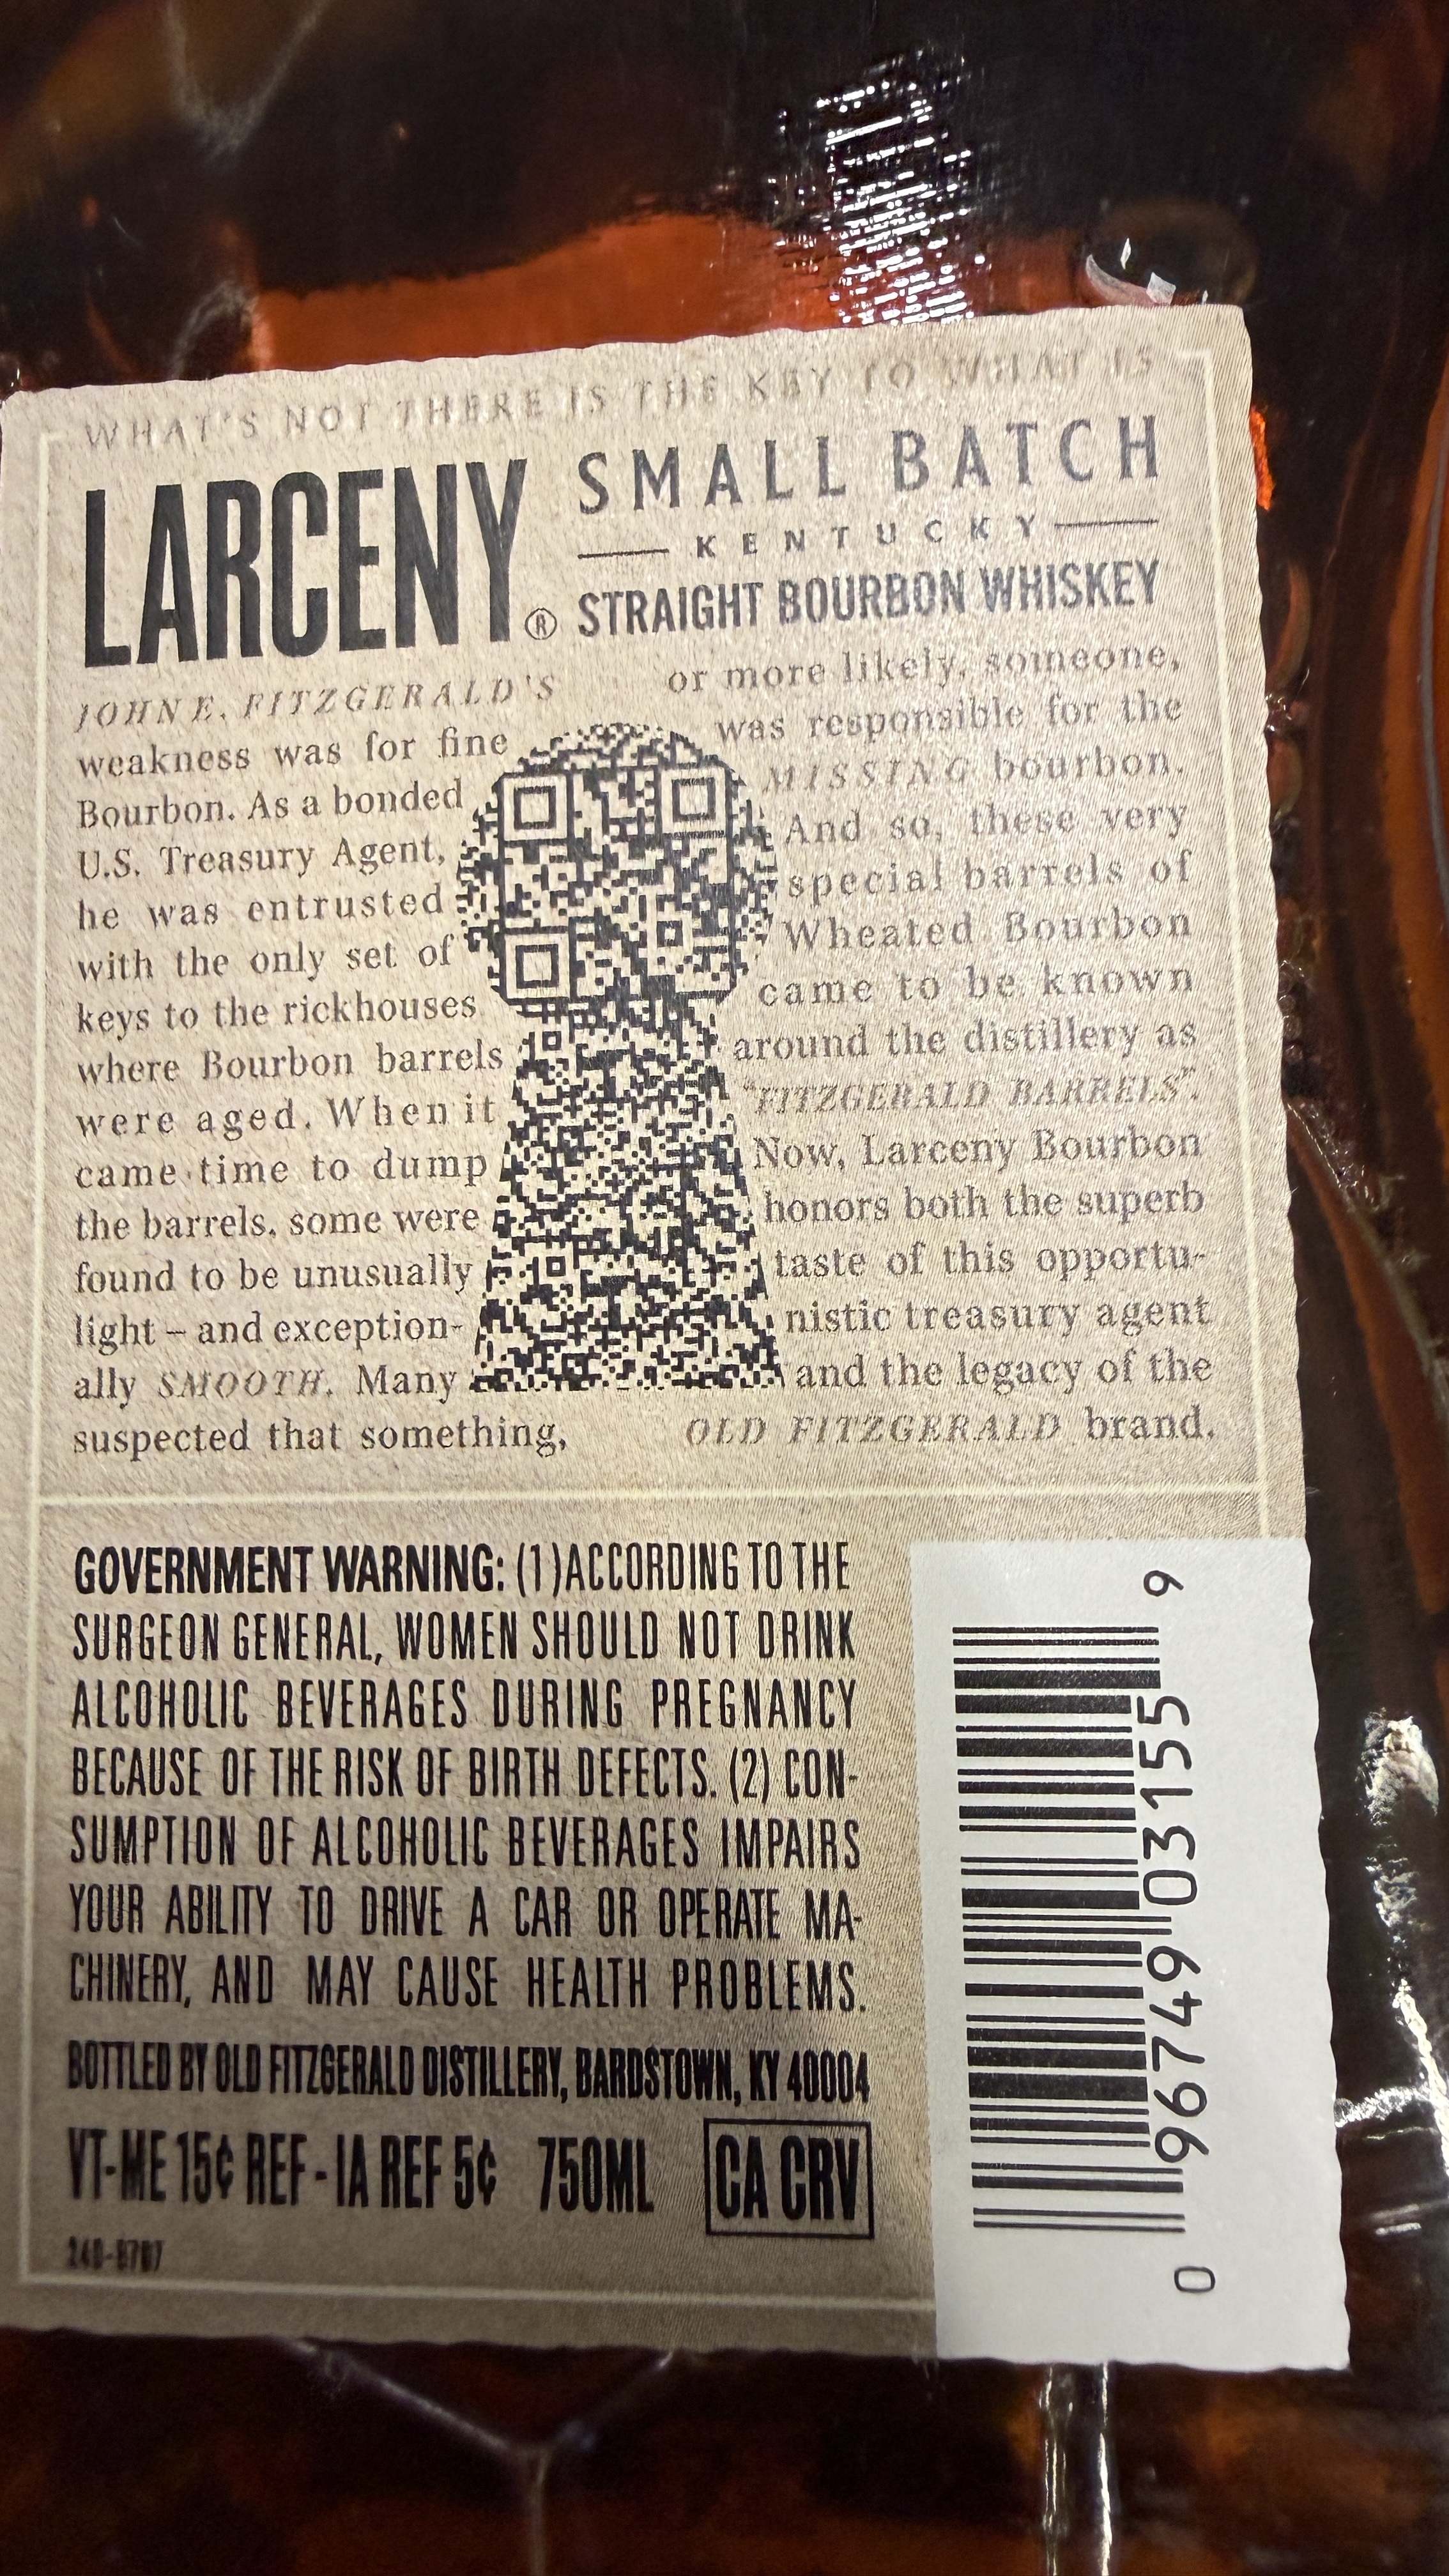 WHAT'S NOT THERE IS THE KEY TO WHAT IS
LARCENY®
SMALL BATCH
KENTUCKY
STRAIGHT BOURBON WHISKEY
JOHN E. FITZGERALD'S
weakness was for fine
Bourbon. As a bonded
U.S. Treasury Agent,
he was entrusted
with the only set of
keys to the rickhouses
where Bourbon barrels
were aged. When it
came time to dump
the barrels, some were
found to be unusually
light – and exception-
ally SMOOTH. Many
suspected that something,
or more likely, someone,
was responsible for the
MISSING bourbon.
And so, these very
special barrels of
Wheated Bourbon
came to be known
around the distillery as
"FITZGERALD BARRELS".
Now, Larceny Bourbon
honors both the superb
taste of this opportu-
nistic treasury agent
and the legacy of the
OLD FITZGERALD brand.
GOVERNMENT WARNING: (1)ACCORDING TO THE
SURGEON GENERAL, WOMEN SHOULD NOT DRINK
ALCOHOLIC BEVERAGES DURING PREGNANCY
BECAUSE OF THE RISK OF BIRTH DEFECTS. (2) CON-
SUMPTION OF ALCOHOLIC BEVERAGES IMPAIRS
YOUR ABILITY TO DRIVE A CAR OR OPERATE MA-
CHINERY, AND MAY CAUSE HEALTH PROBLEMS.
BOTTLED BY OLD FITZGERALD DISTILLERY, BARDSTOWN, KY 40004
VT-ME 15¢ REF - IA REF 5¢ 750ML CA CRV
0 96749 03155 9